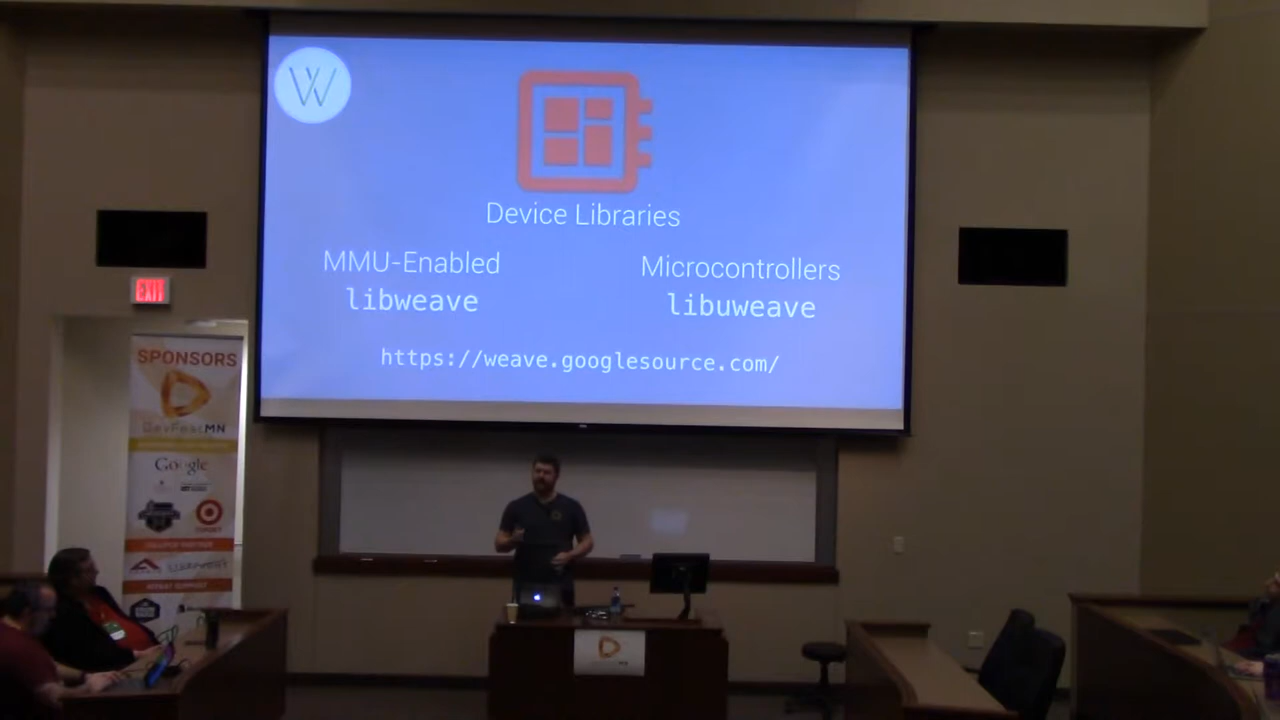 W
Device Libraries
MMU-Enabled
libweave
Microcontrollers
libuweave
https://weave.googlesource.com/
EXIT
SPONSORS
DevFestMN
Google